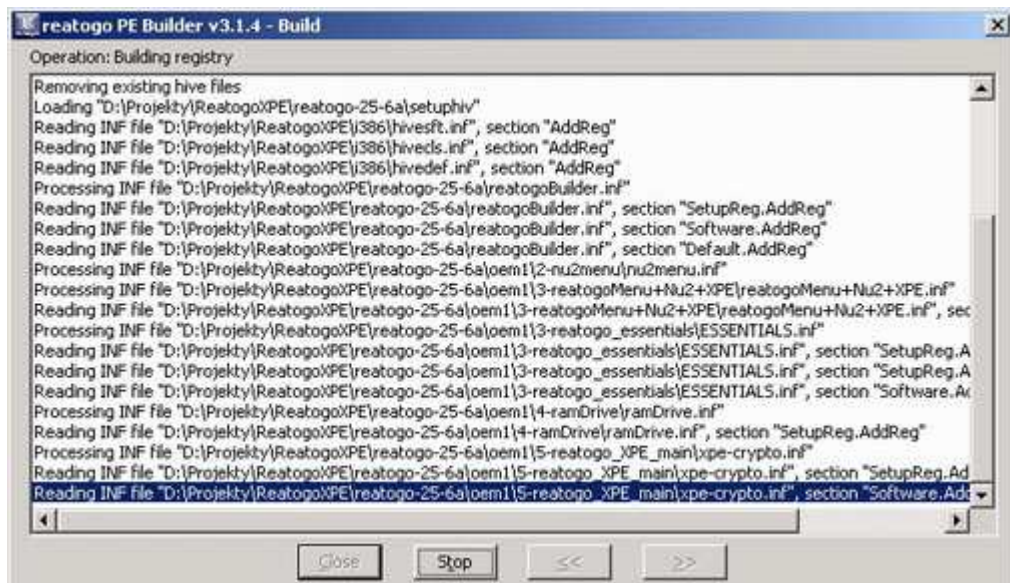 reatogo PE Builder v3.1.4 - Build
Operation: Building registry
Removing existing hive files
Loading "D:\Projekty\ReatogoXPE\reatogo-25-6a\setuphiv"
Reading INF file "D:\Projekty\ReatogoXPE\i386\hivesft.inf", section "AddReg"
Reading INF file "D:\Projekty\ReatogoXPE\i386\hivecls.inf", section "AddReg"
Reading INF file "D:\Projekty\ReatogoXPE\i386\hivedef.inf", section "AddReg"
Processing INF file "D:\Projekty\ReatogoXPE\reatogo-25-6a\reatogoBuilder.inf"
Reading INF file "D:\Projekty\ReatogoXPE\reatogo-25-6a\reatogoBuilder.inf", section "SetupReg.AddReg"
Reading INF file "D:\Projekty\ReatogoXPE\reatogo-25-6a\reatogoBuilder.inf", section "Software.AddReg"
Reading INF file "D:\Projekty\ReatogoXPE\reatogo-25-6a\reatogoBuilder.inf", section "Default.AddReg"
Processing INF file "D:\Projekty\ReatogoXPE\reatogo-25-6a\oem1\2-nu2menu\nu2menu.inf"
Processing INF file "D:\Projekty\ReatogoXPE\reatogo-25-6a\oem1\3-reatogoMenu+Nu2+XPE\reatogoMenu+Nu2+XPE.inf"
Reading INF file "D:\Projekty\ReatogoXPE\reatogo-25-6a\oem1\3-reatogoMenu+Nu2+XPE\reatogoMenu+Nu2+XPE.inf", sec
Processing INF file "D:\Projekty\ReatogoXPE\reatogo-25-6a\oem1\3-reatogo_essentials\ESSENTIALS.inf"
Reading INF file "D:\Projekty\ReatogoXPE\reatogo-25-6a\oem1\3-reatogo_essentials\ESSENTIALS.inf", section "SetupReg.A
Reading INF file "D:\Projekty\ReatogoXPE\reatogo-25-6a\oem1\3-reatogo_essentials\ESSENTIALS.inf", section "SetupReg.A
Reading INF file "D:\Projekty\ReatogoXPE\reatogo-25-6a\oem1\3-reatogo_essentials\ESSENTIALS.inf", section "Software.Ad
Processing INF file "D:\Projekty\ReatogoXPE\reatogo-25-6a\oem1\4-ramDrive\ramDrive.inf"
Reading INF file "D:\Projekty\ReatogoXPE\reatogo-25-6a\oem1\4-ramDrive\ramDrive.inf", section "SetupReg.AddReg"
Processing INF file "D:\Projekty\ReatogoXPE\reatogo-25-6a\oem1\5-reatogo_XPE_main\xpe-crypto.inf"
Reading INF file "D:\Projekty\ReatogoXPE\reatogo-25-6a\oem1\5-reatogo_XPE_main\xpe-crypto.inf", section "SetupReg.Ad
Reading INF file "D:\Projekty\ReatogoXPE\reatogo-25-6a\oem1\5-reatogo_XPE_main\xpe-crypto.inf", section "Software.Add
Close Stop << >>